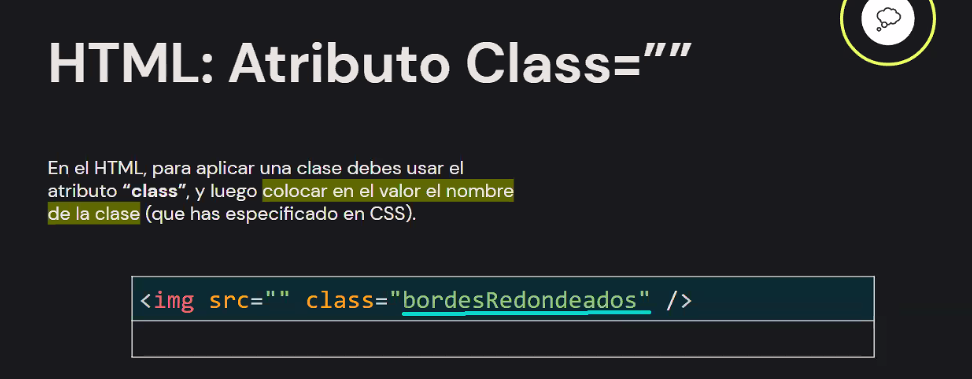 HTML: Atributo Class=””
En el HTML, para aplicar una clase debes usar el
atributo “class”, y luego colocar en el valor el nombre
de la clase (que has especificado en CSS).
<img src="" class="bordesRedondeados" />